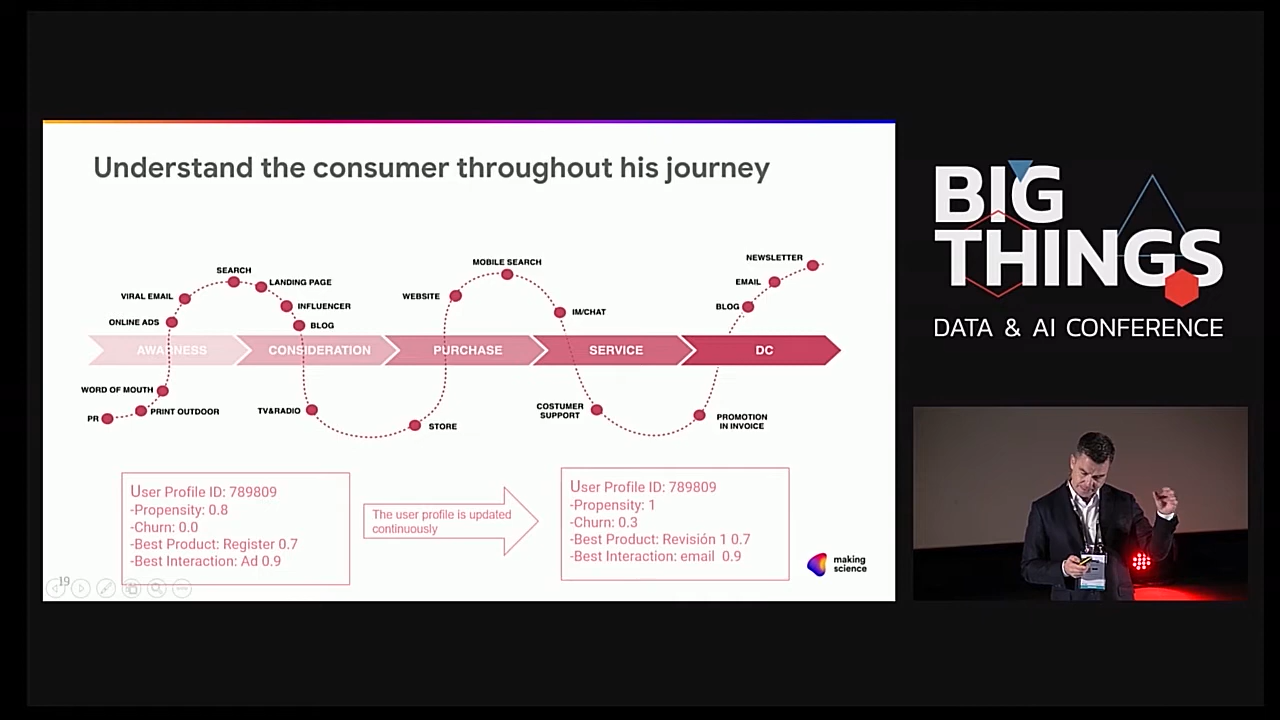 Understand the consumer throughout his journey
SEARCH
LANDING PAGE
VIRAL EMAIL
INFLUENCER
ONLINE ADS
BLOG
MOBILE SEARCH
WEBSITE
IM/CHAT
NEWSLETTER
EMAIL
BLOG
AWARNESS
CONSIDERATION
PURCHASE
SERVICE
DC
WORD OF MOUTH
PRINT OUTDOOR
PR
TV&RADIO
STORE
COSTUMER
SUPPORT
PROMOTION
IN INVOICE
User Profile ID: 789809
-Propensity: 0.8
-Churn: 0.0
-Best Product: Register 0.7
-Best Interaction: Ad 0.9
The user profile is updated
continuously
User Profile ID: 789809
-Propensity: 1
-Churn: 0.3
-Best Product: Revisión 1 0.7
-Best Interaction: email 0.9
making
science
19
BIG
THINGS
DATA & AI CONFERENCE